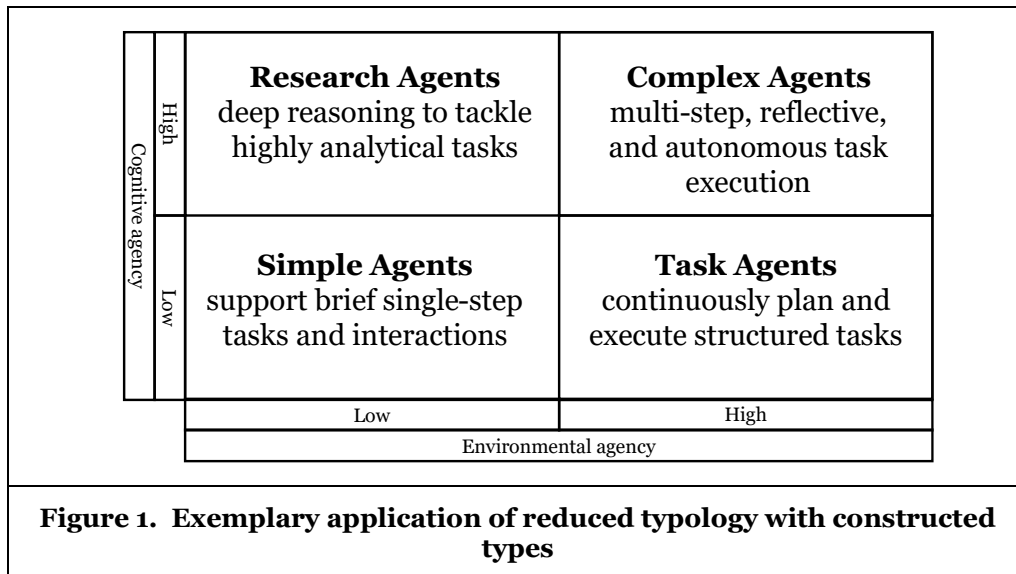 Cognitive agency
High
Research Agents
deep reasoning to tackle
highly analytical tasks
Complex Agents
multi-step, reflective,
and autonomous task
execution
Low
Simple Agents
support brief single-step
tasks and interactions
Task Agents
continuously plan and
execute structured tasks
Low
High
Environmental agency
Figure 1. Exemplary application of reduced typology with constructed
types